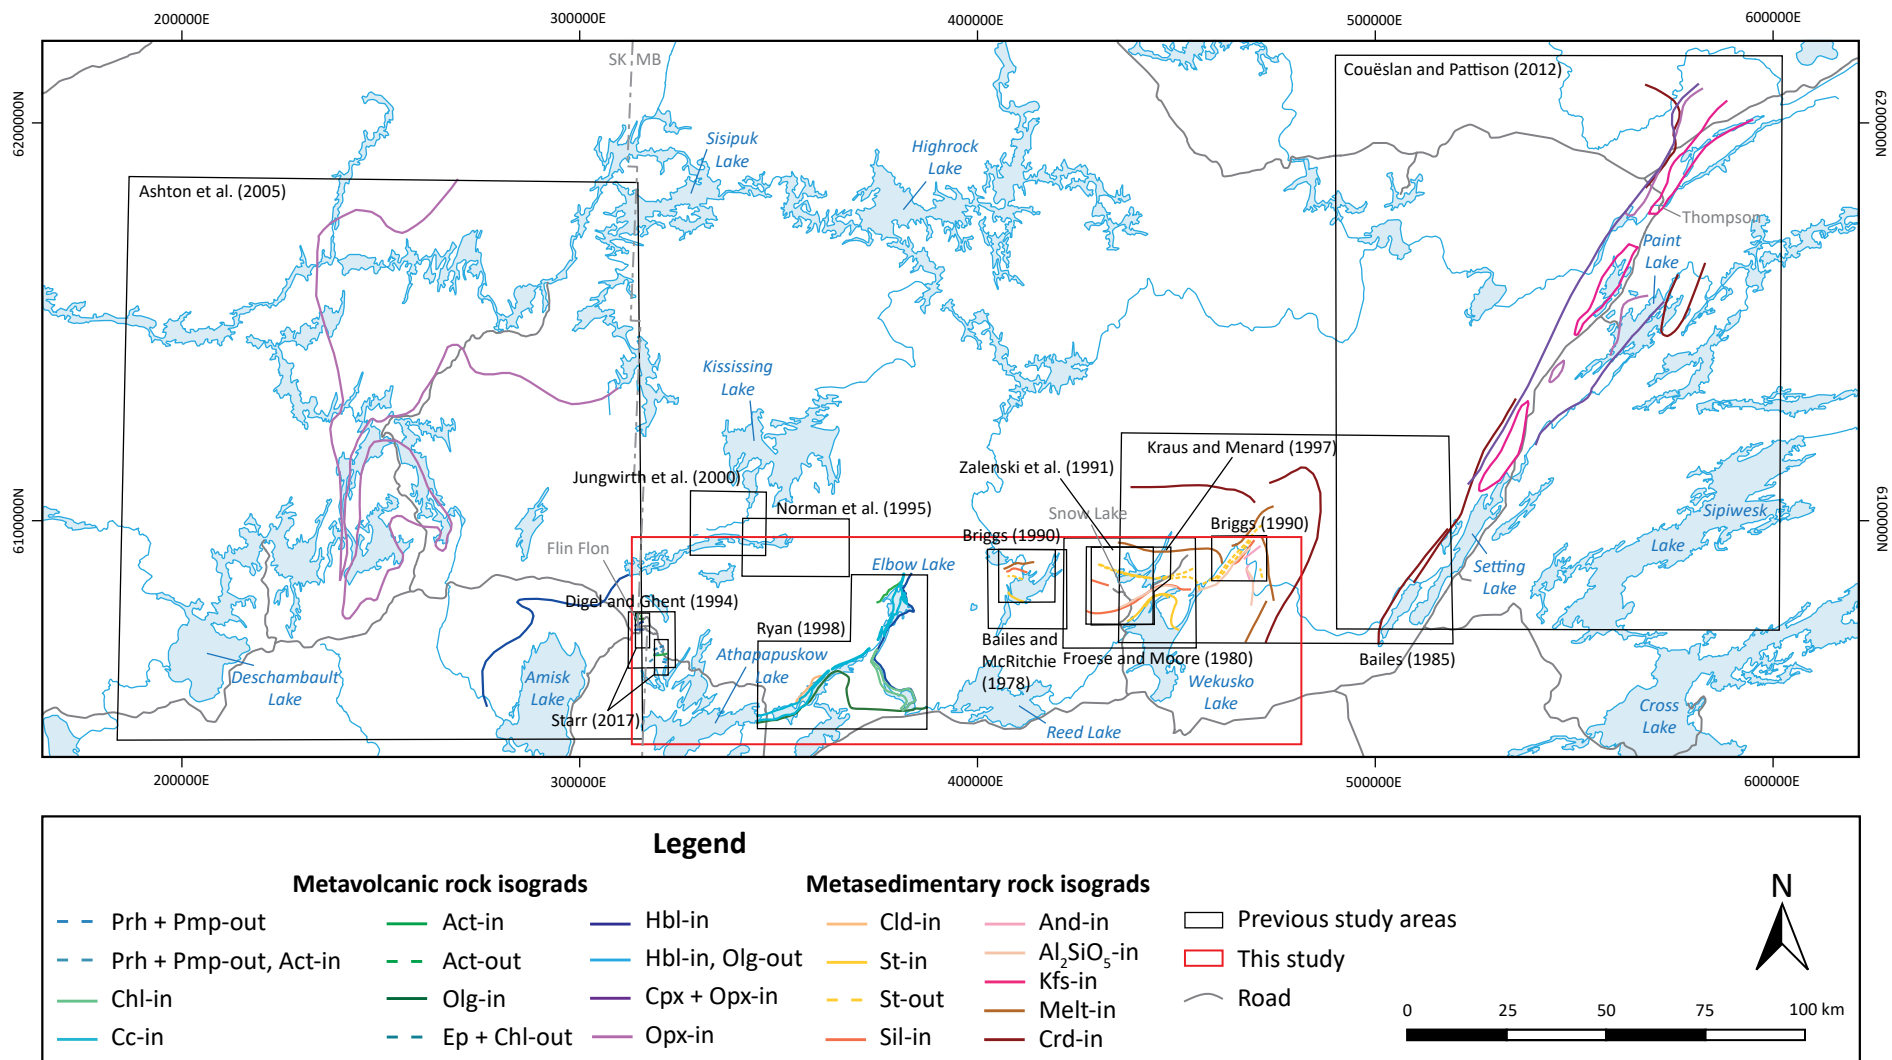 200000E
300000E
400000E
500000E
600000E
SK
MB
Couëslan and Pattison (2012)
6200000N
6200000N
Sisipuk
Lake
Highrock
Lake
Ashton et al. (2005)
Thompson
Paint
Lake
Kississing
Lake
Kraus and Menard (1997)
Zalenski et al. (1991)
Jungwirth et al. (2000)
Norman et al. (1995)
Snow Lake
Briggs (1990)
Briggs (1990)
Sipiwesk
Lake
6100000N
6100000N
Flin Flon
Elbow Lake
Setting
Lake
Digel and Ghent (1994)
Ryan (1998)
Bailes and
McRitchie
(1978)
Froese and Moore (1980)
Bailes (1985)
Athapapuskow
Lake
Deschambault
Lake
Amisk
Lake
Wekusko
Lake
Starr (2017)
Reed Lake
Cross
Lake
200000E
300000E
400000E
500000E
600000E
Legend
Metavolcanic rock isograds
Prh + Pmp-out
Prh + Pmp-out, Act-in
Chl-in
Cc-in
Act-in
Act-out
Olg-in
Ep + Chl-out
Hbl-in
Hbl-in, Olg-out
Cpx + Opx-in
Opx-in
Metasedimentary rock isograds
Cld-in
St-in
St-out
Sil-in
And-in
Al₂SiO₅-in
Kfs-in
Melt-in
Crd-in
Previous study areas
This study
Road
N
0
25
50
75
100 km